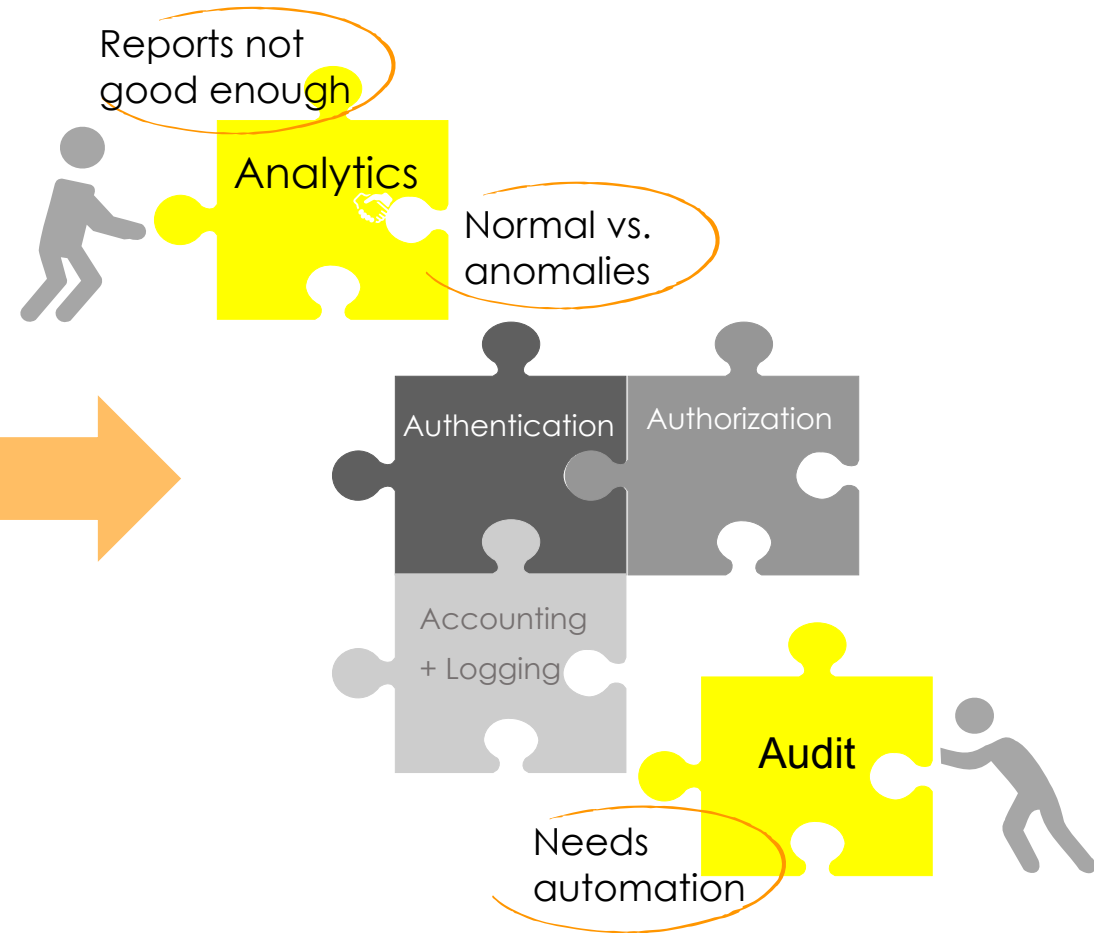 Reports not
good enough
Analytics
Normal vs.
anomalies
Authentication
Authorization
Accounting
+ Logging
Audit
Needs
automation